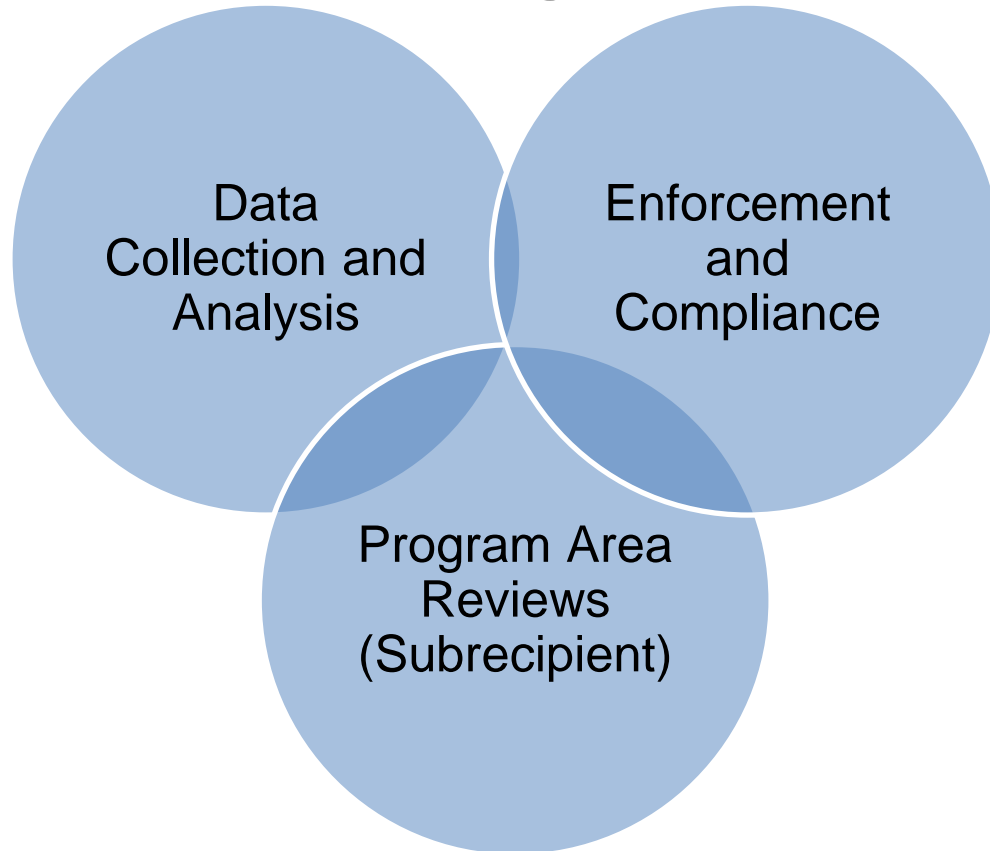 Data
Collection and
Analysis
Enforcement
and
Compliance
Program Area
Reviews
(Subrecipient)